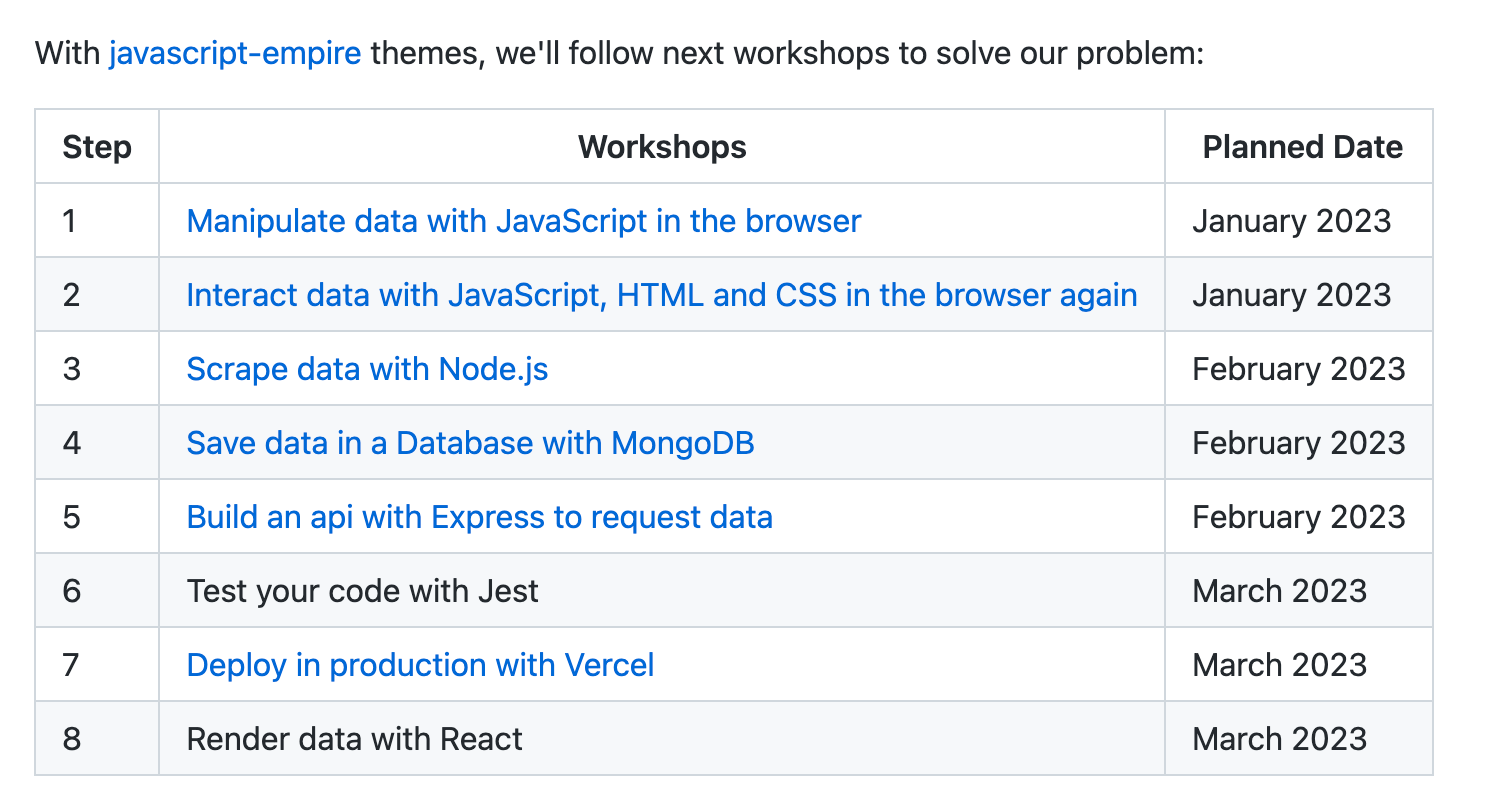 With javascript-empire themes, we'll follow next workshops to solve our problem:
Step Workshops Planned Date
1 Manipulate data with JavaScript in the browser January 2023
2 Interact data with JavaScript, HTML and CSS in the browser again January 2023
3 Scrape data with Node.js February 2023
4 Save data in a Database with MongoDB February 2023
5 Build an api with Express to request data February 2023
6 Test your code with Jest March 2023
7 Deploy in production with Vercel March 2023
8 Render data with React March 2023